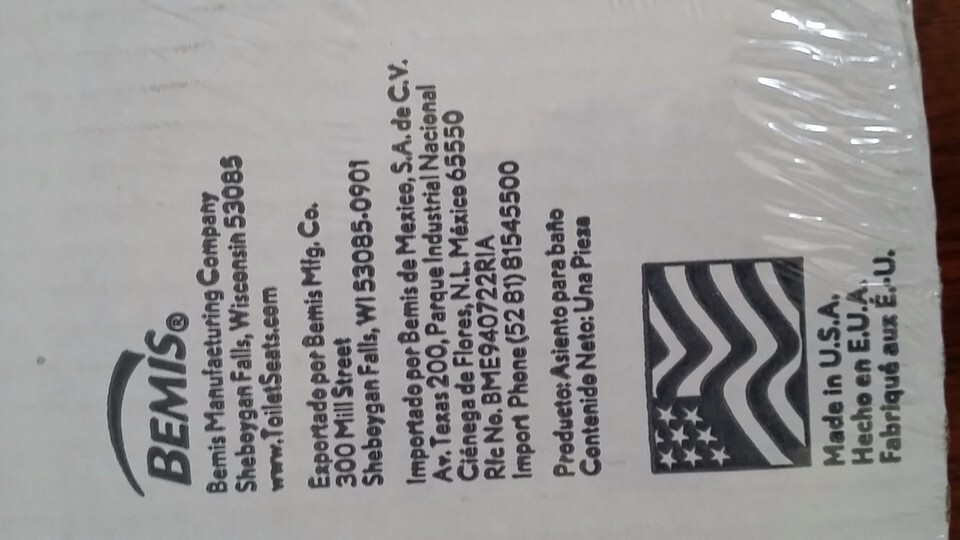 BEMIS®
Bemis Manufacturing Company
Sheboygan Falls, Wisconsin 53085
www.ToiletSeats.com
Exportado por Bemis Mfg. Co.
300 Mill Street
Sheboygan Falls, WI 53085-0901
Importado por Bemis de Mexico, S.A. de C.V.
Av. Texas 200, Parque Industrial Nacional
Ciénega de Flores, N.L. México 65550
Rfc No. BME940722RIA
Import Phone (52 81) 81545500
Producto: Asiento para baño
Contenido Neto: Una Pieza
Made in U.S.A.
Hecho en E.U.A.
Fabriqué aux É.-U.